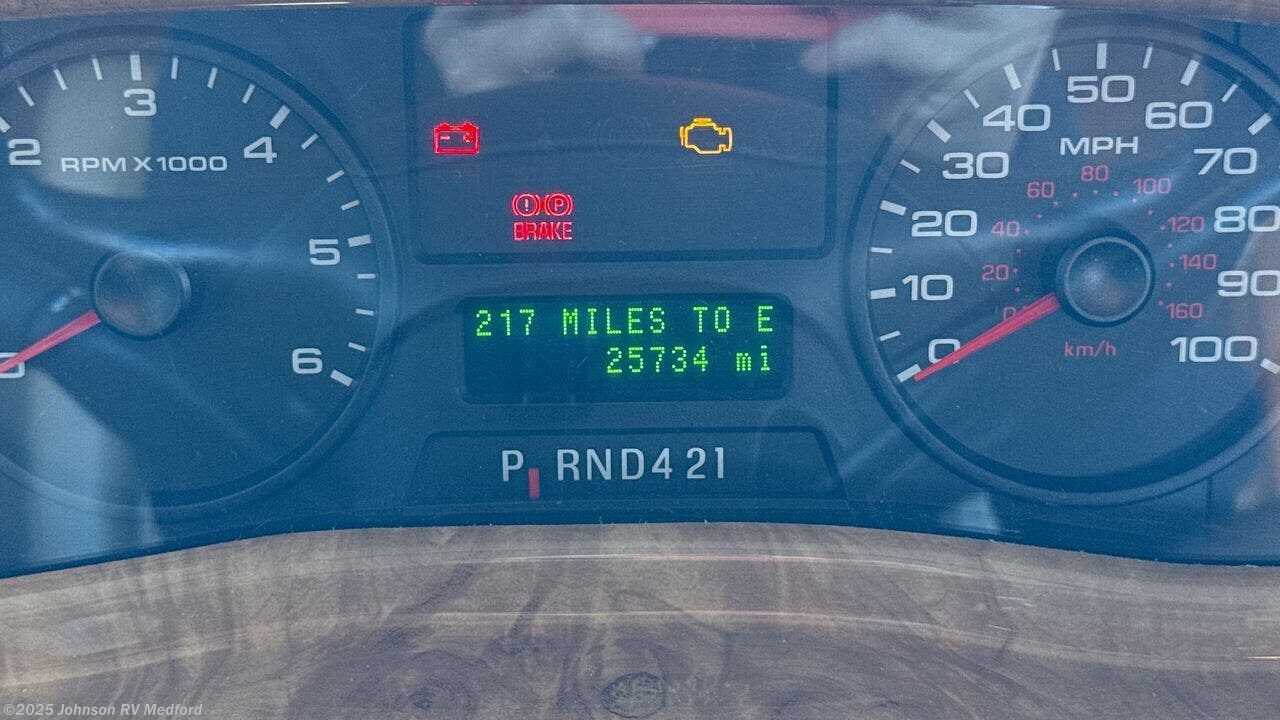 2 3 4 5 6
RPM X1000
BRAKE
217 MILES TO E
25734 mi
P RND421
0 10 20 30 40 50 60 70 80 90 100
MPH
0 20 40 60 80 100 120 140 160
km/h
©2025 Johnson RV Medford